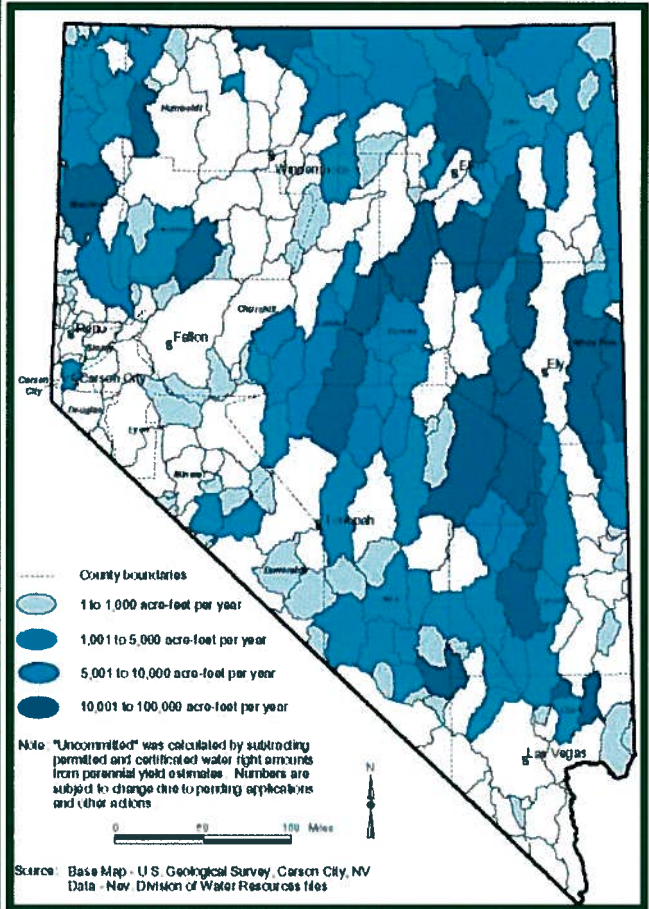 Humboldt
Winnemucca
Elko
Churchill
Reno
Fallon
White Pine
Ely
Carson
City
Carson City
Douglas
Lyon
Mineral
Tonopah
Esmeralda
County boundaries
1 to 1,000 acre-feet per year
1,001 to 5,000 acre-feet per year
5,001 to 10,000 acre-feet per year
10,001 to 100,000 acre-feet per year
Las Vegas
Note: "Uncommitted" was calculated by subtracting
permitted and certificated water right amounts
from perennial yield estimates. Numbers are
subject to change due to pending applications
and other actions
N
0 50 100 Miles
Source: Base Map - U.S. Geological Survey, Carson City, NV
Data - Nev. Division of Water Resources files